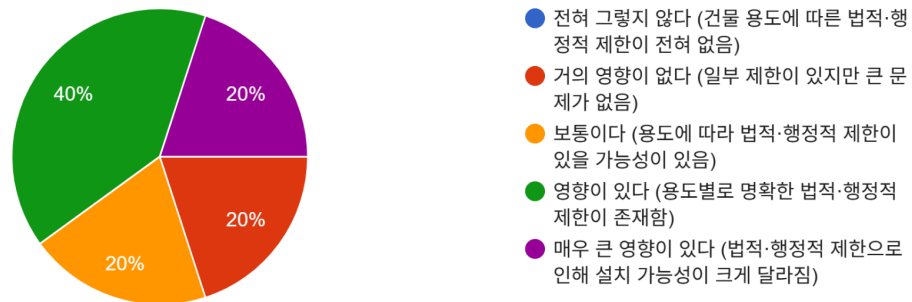 40%
20%
20%
20%
전혀 그렇지 않다 (건물 용도에 따른 법적·행
정적 제한이 전혀 없음)
거의 영향이 없다 (일부 제한이 있지만 큰 문
제가 없음)
보통이다 (용도에 따라 법적·행정적 제한이
있을 가능성이 있음)
영향이 있다 (용도별로 명확한 법적·행정적
제한이 존재함)
매우 큰 영향이 있다 (법적·행정적 제한으로
인해 설치 가능성이 크게 달라짐)